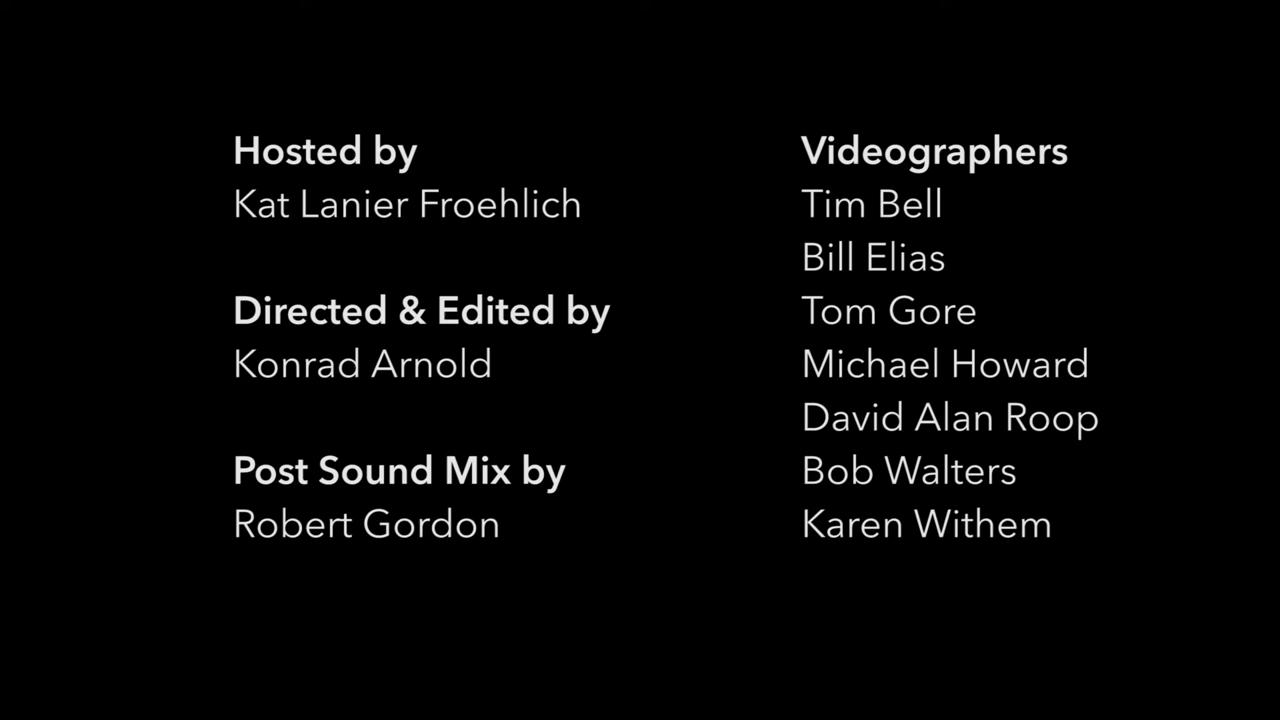 Hosted by
Kat Lanier Froehlich
Directed & Edited by
Konrad Arnold
Post Sound Mix by
Robert Gordon
Videographers
Tim Bell
Bill Elias
Tom Gore
Michael Howard
David Alan Roop
Bob Walters
Karen Withem